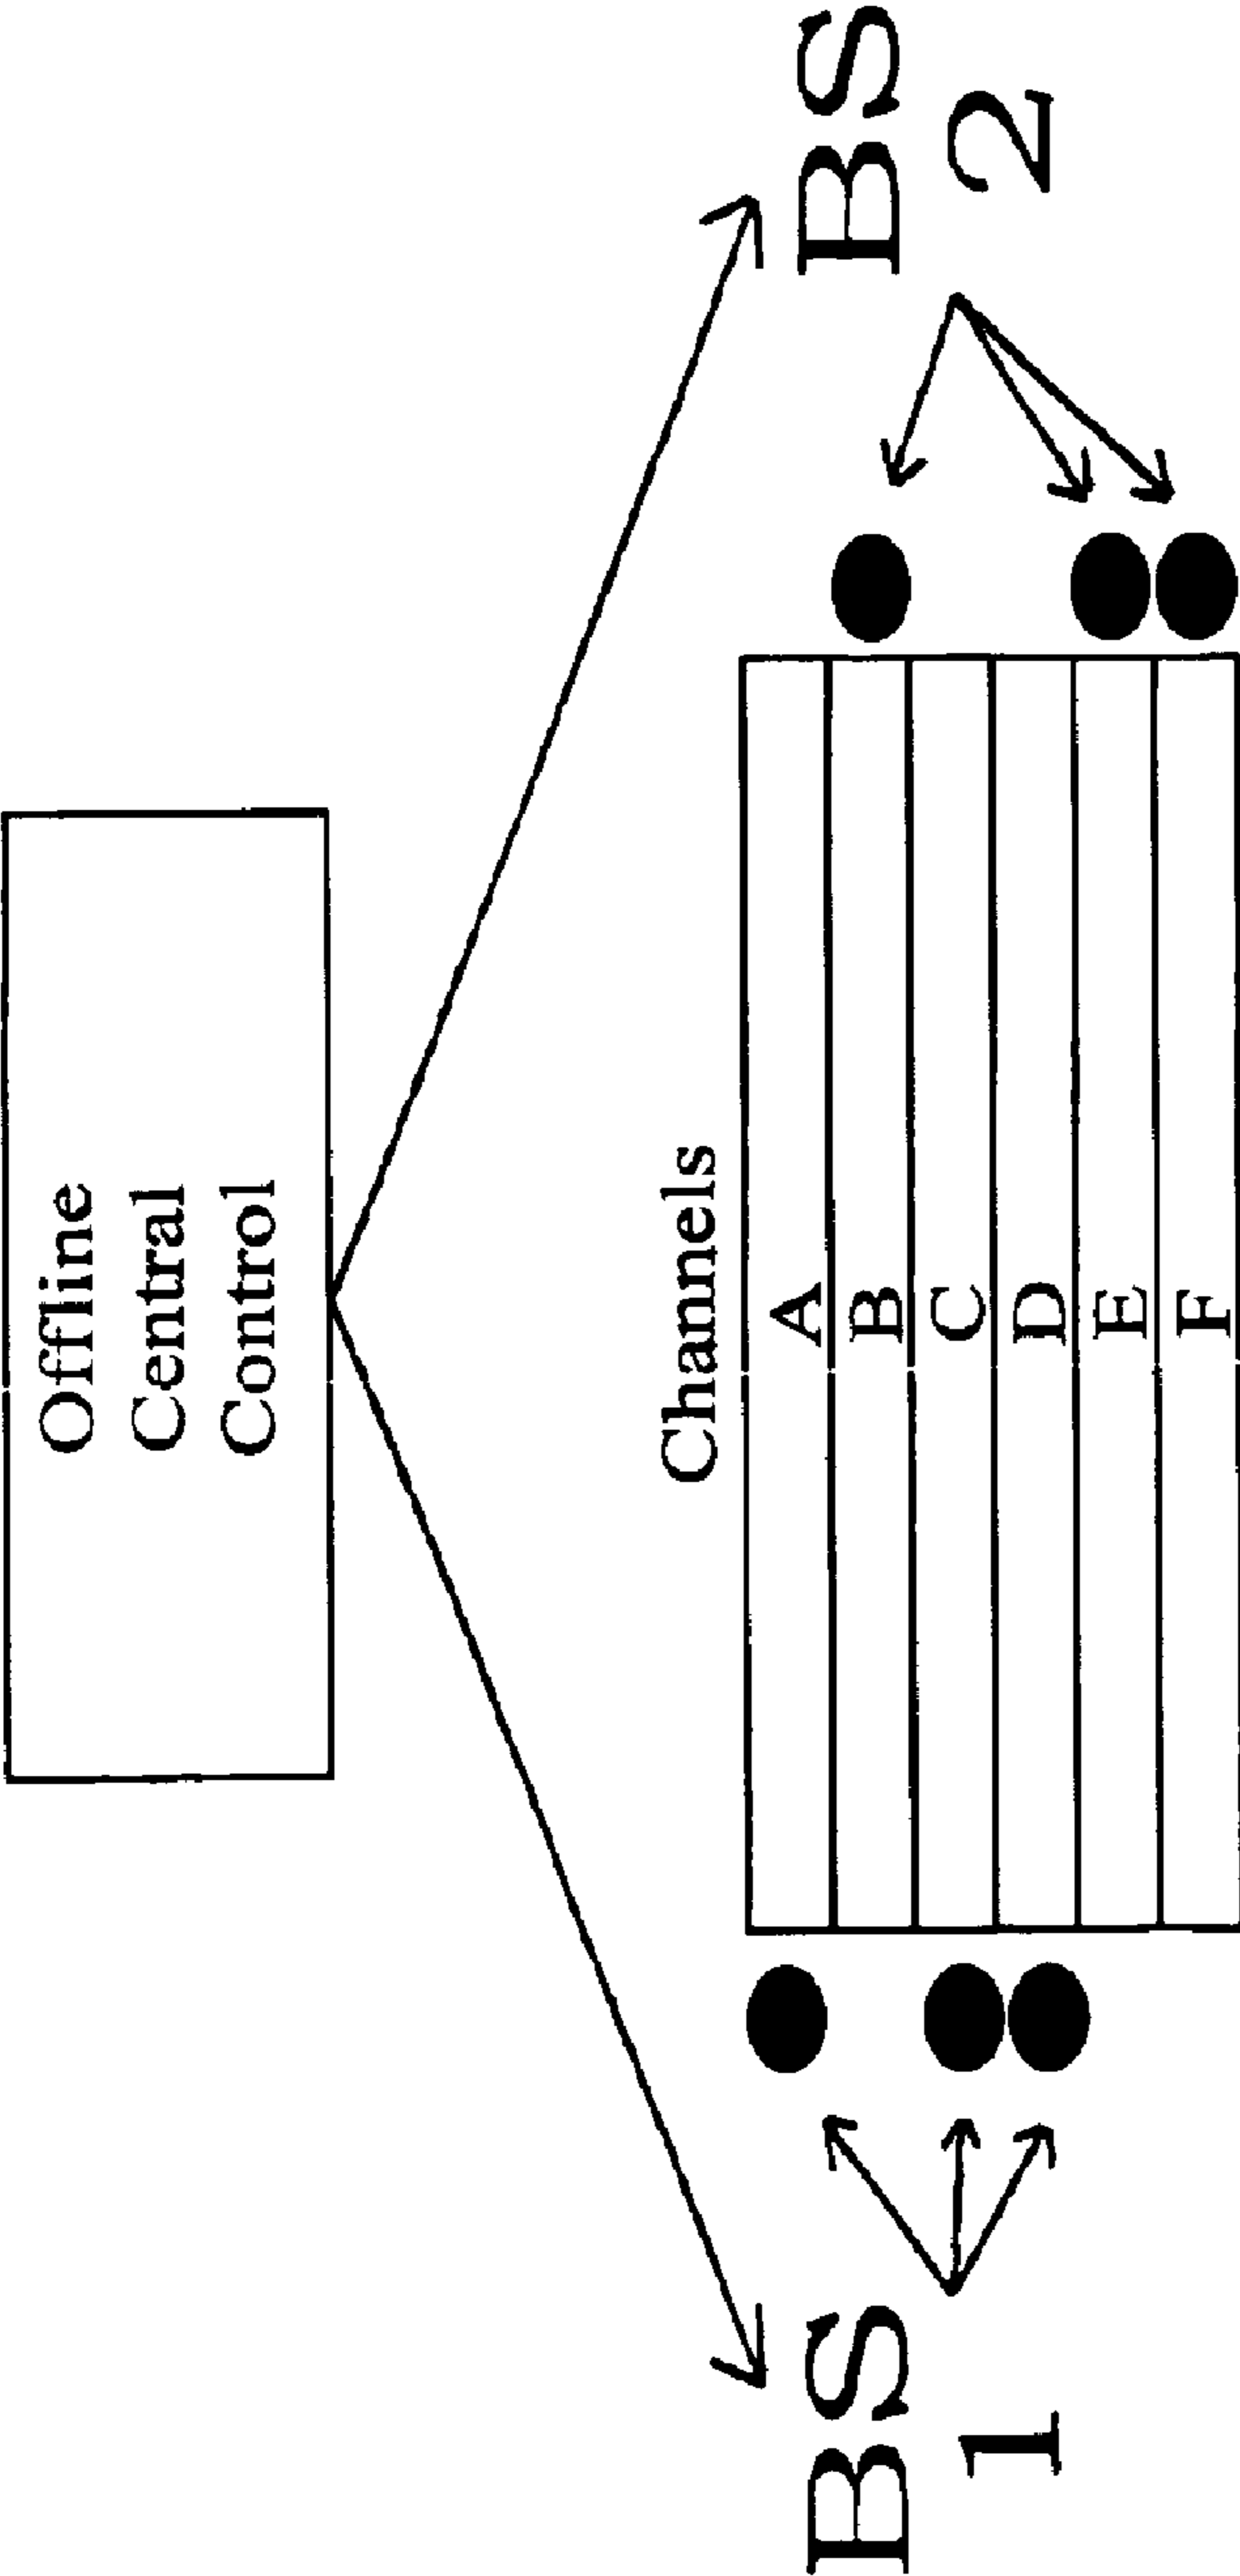 Offline
Central
Control
Channels
A
B
C
D
E
F
BS
1
BS
2